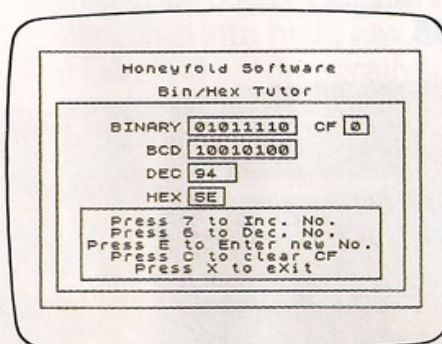 Honeyfold Software
Bin/Hex Tutor
BINARY 01011110 CF 0
BCD 10010100
DEC 94
HEX 5E
Press 7 to Inc. No.
Press 6 to Dec. No.
Press E to Enter new No.
Press C to clear CF
Press X to eXit